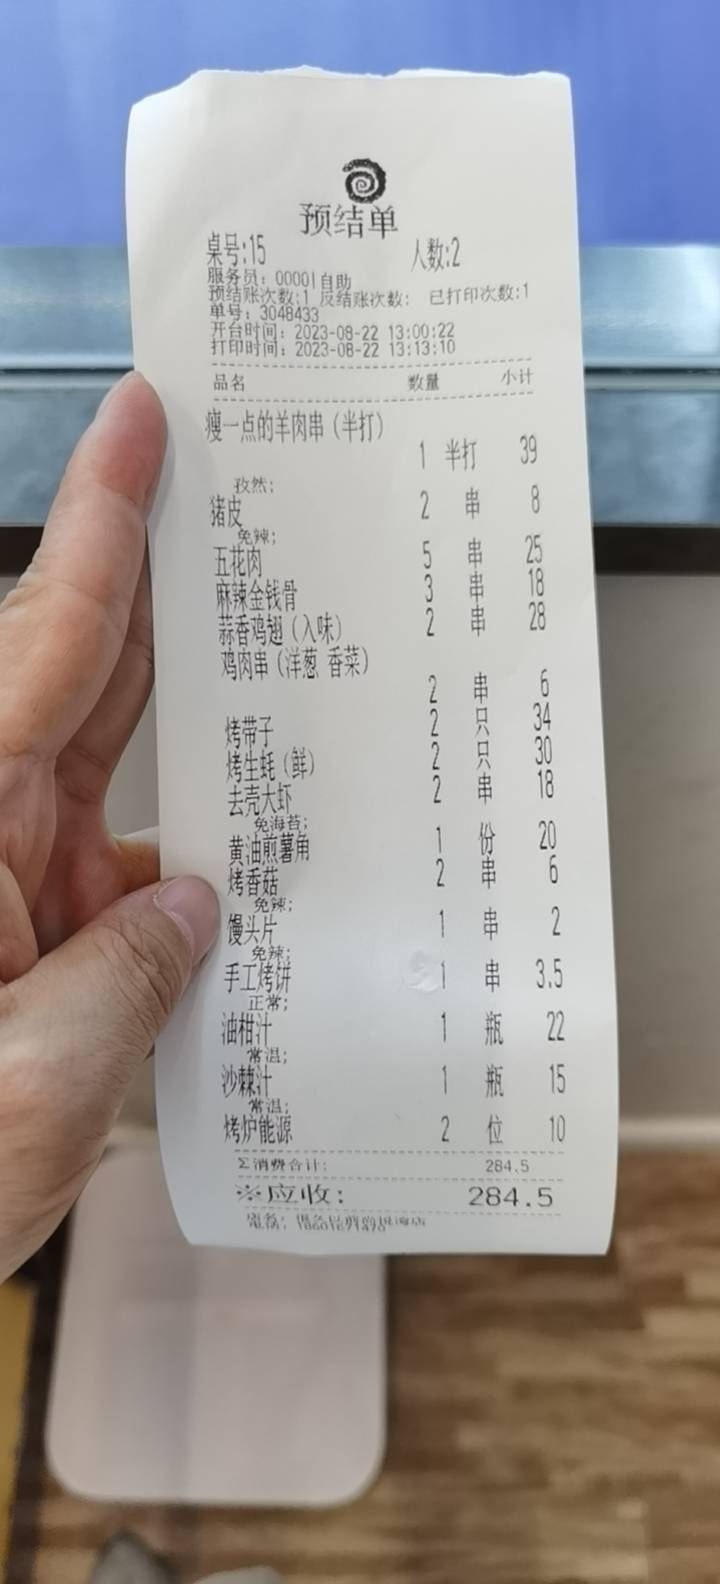 预结单
桌号:15 人数:2
服务员: 00001自助
预结账次数:1 反结账次数: 已打印次数:1
单号: 3048433
开台时间: 2023-08-22 13:00:22
打印时间: 2023-08-22 13:13:10
品名 数量 小计
瘦一点的羊肉串(半打)
1 半打 39
孜然;
猪皮 2 串 8
免辣;
五花肉 5 串 25
麻辣金钱骨 3 串 18
蒜香鸡翅(入味) 2 串 28
鸡肉串(洋葱 香菜)
2 串 6
烤带子 2 只 34
烤生蚝(鲜) 2 只 30
去壳大虾 2 串 18
免海苔;
黄油煎薯角 1 份 20
烤香菇 2 串 6
免辣;
馒头片 1 串 2
免辣;
手工烤饼 1 串 3.5
正常;
油柑汁 1 瓶 22
常温;
沙棘汁 1 瓶 15
常温;
烤炉能源 2 位 10
Σ消费合计: 284.5
※应收: 284.5